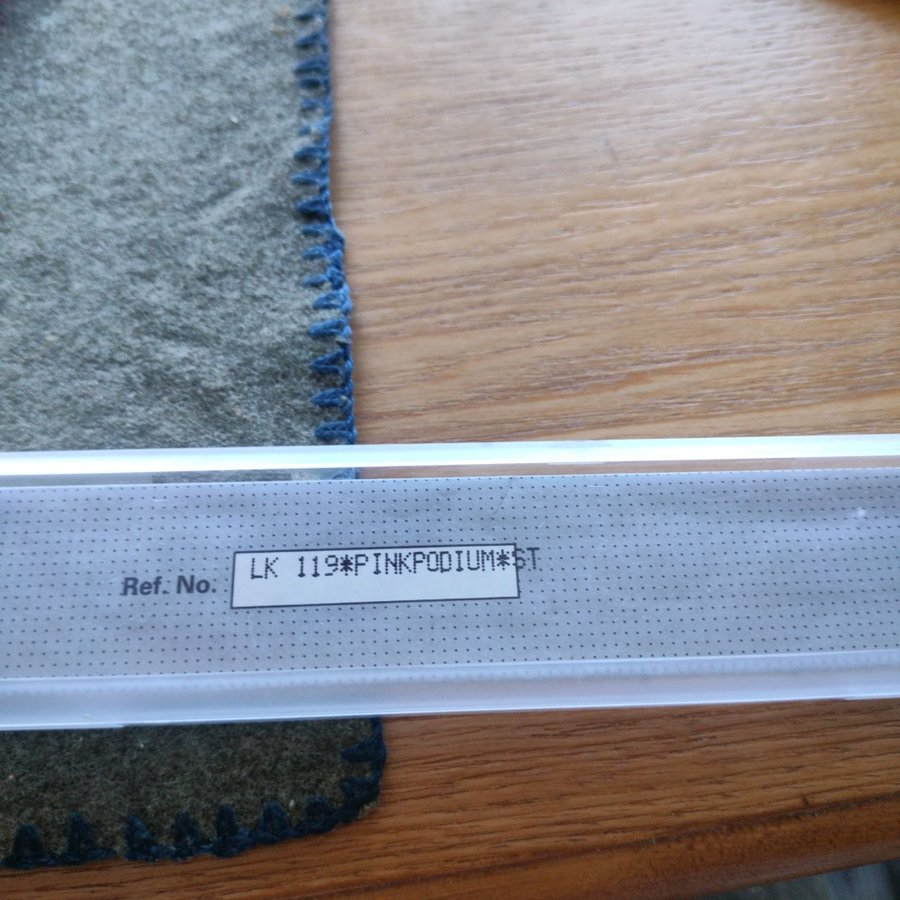 Ref. No. LK 119*PINKPODIUM*ST